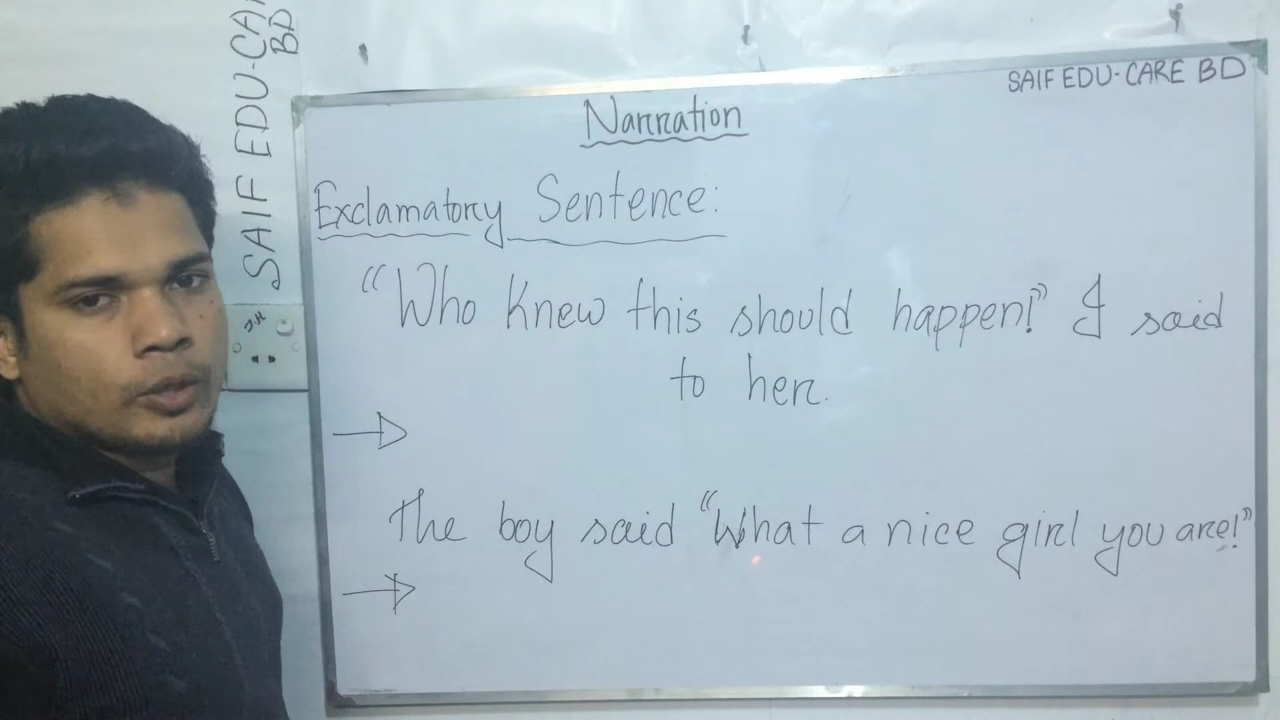 SAIF EDU-CAR
BD
SAIF EDU-CARE BD
Narration
Exclamatory Sentence:
"Who knew this should happen!" I said
to her.
The boy said "What a nice girl you are!"